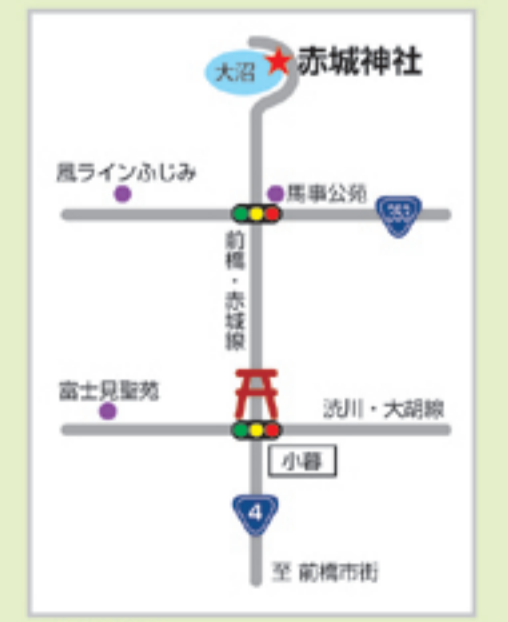 大沼
赤城神社
風ラインふじみ
馬事公苑
353
前橋・赤城線
富士見聖苑
渋川・大胡線
小暮
4
至 前橋市街